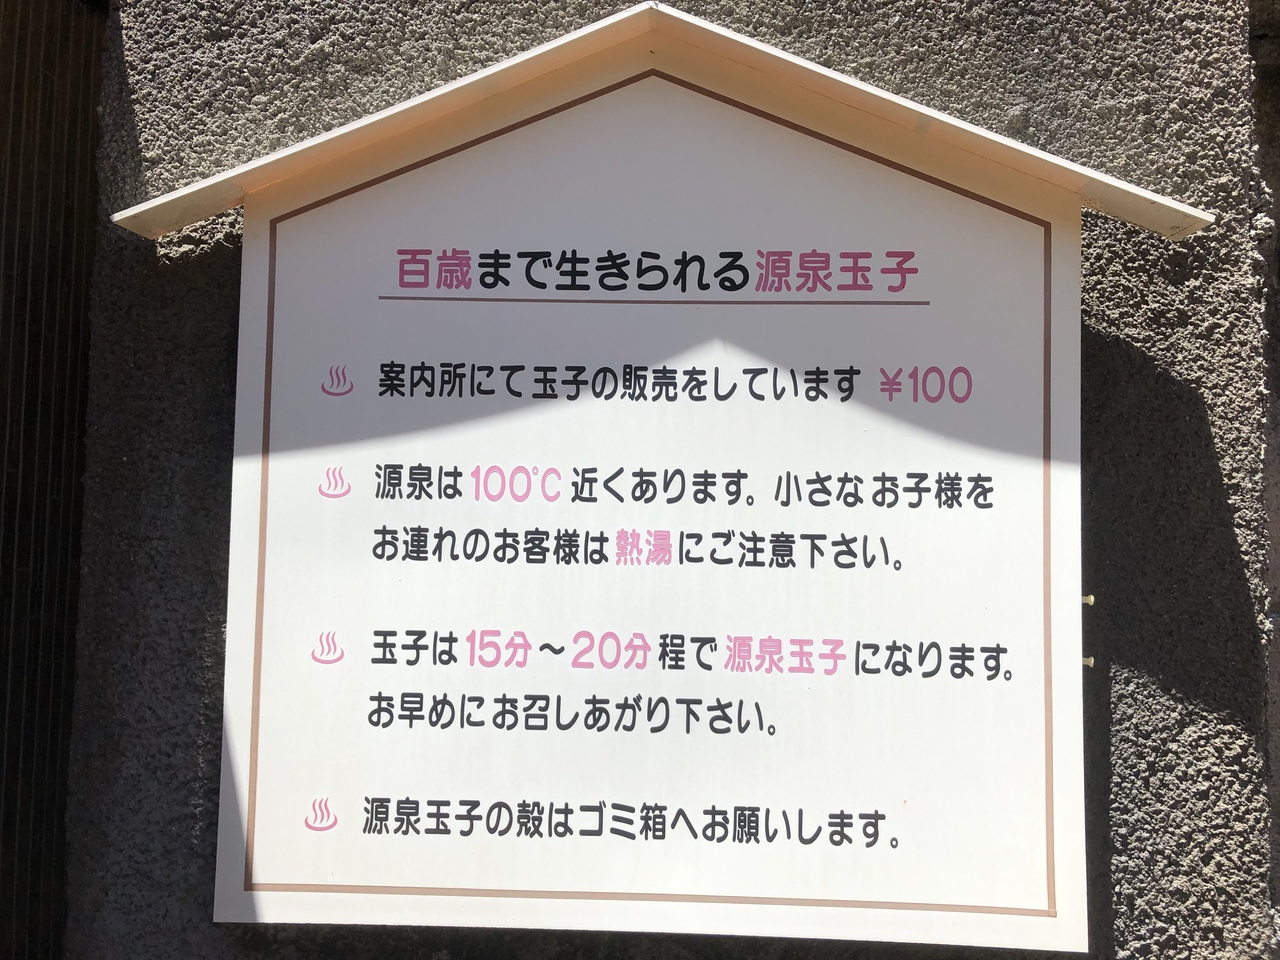 百歳まで生きられる源泉玉子
案内所にて玉子の販売をしています ¥100
源泉は100℃近くあります。小さなお子様を
お連れのお客様は熱湯にご注意下さい。
玉子は15分～20分程で源泉玉子になります。
お早めにお召しあがり下さい。
源泉玉子の殻はゴミ箱へお願いします。